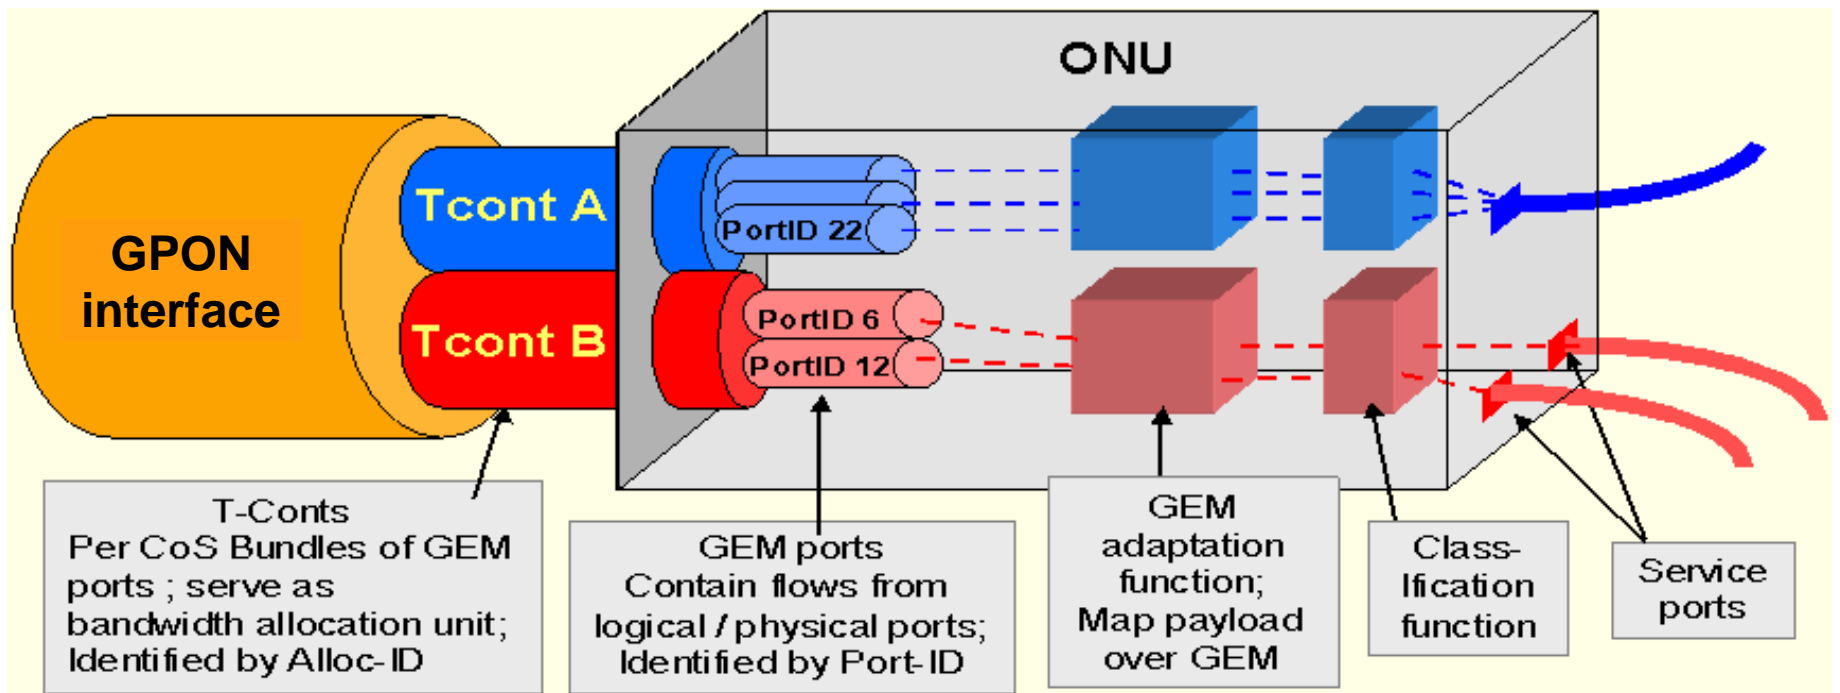 ONU
GPON
interface
Tcont A
PortID 22
Tcont B
PortID 6
PortID 12
T-Conts
Per CoS Bundles of GEM
ports ; serve as
bandwidth allocation unit;
Identified by Alloc-ID
GEM ports
Contain flows from
logical / physical ports;
Identified by Port-ID
GEM
adaptation
function;
Map payload
over GEM
Class-
Ification
function
Service
ports